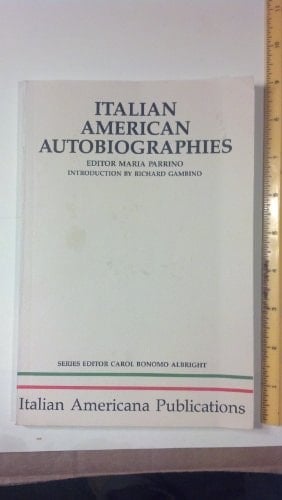 ITALIAN
AMERICAN
AUTOBIOGRAPHIES
EDITOR MARIA PARRINO
INTRODUCTION BY RICHARD GAMBINO
SERIES EDITOR CAROL BONOMO ALBRIGHT
Italian Americana Publications